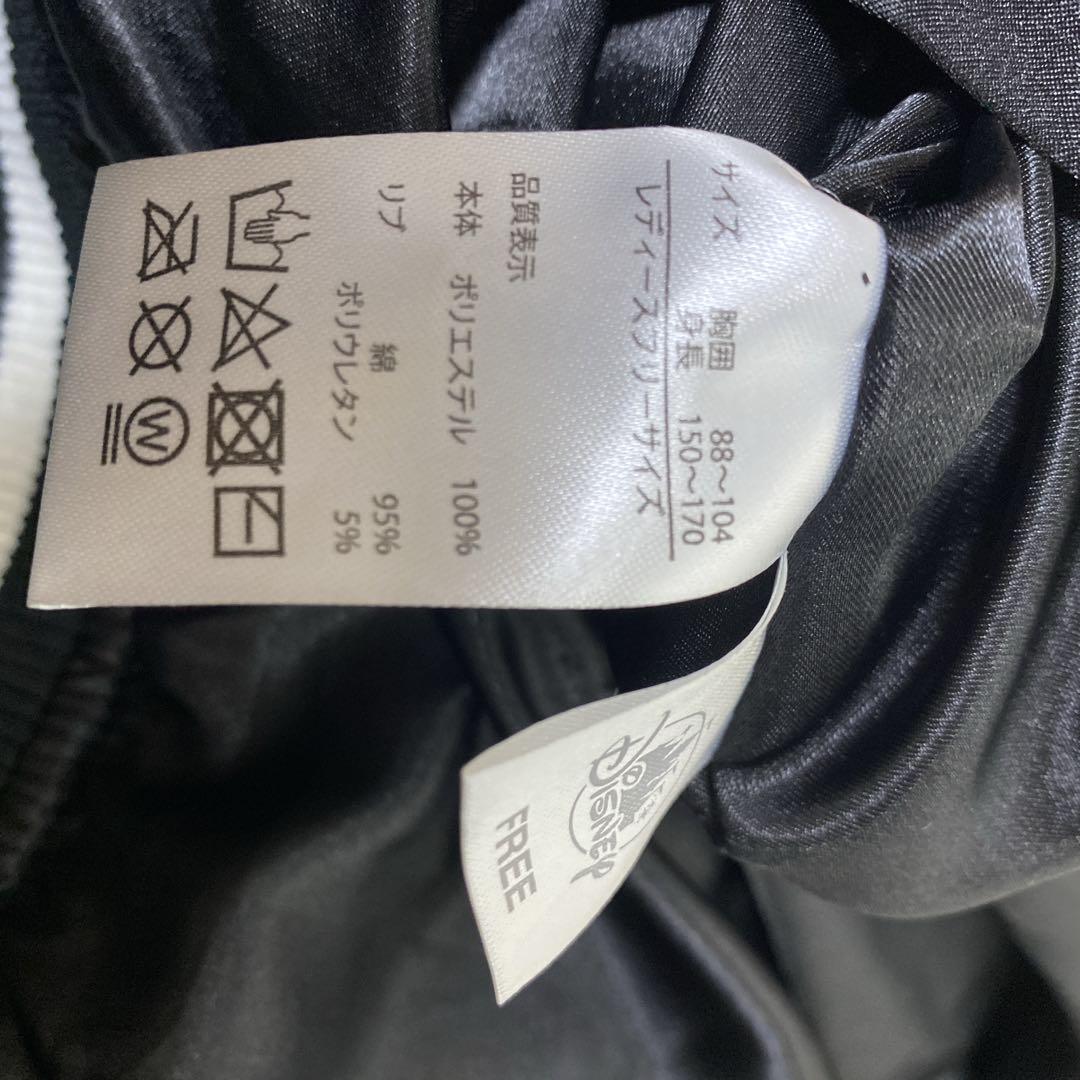 サイズ
レディースフリーサイズ
胸囲 88～104
身長 150～170
品質表示
本体 ポリエステル 100%
リブ 綿 95%
ポリウレタン 5%
W
Disney
FREE